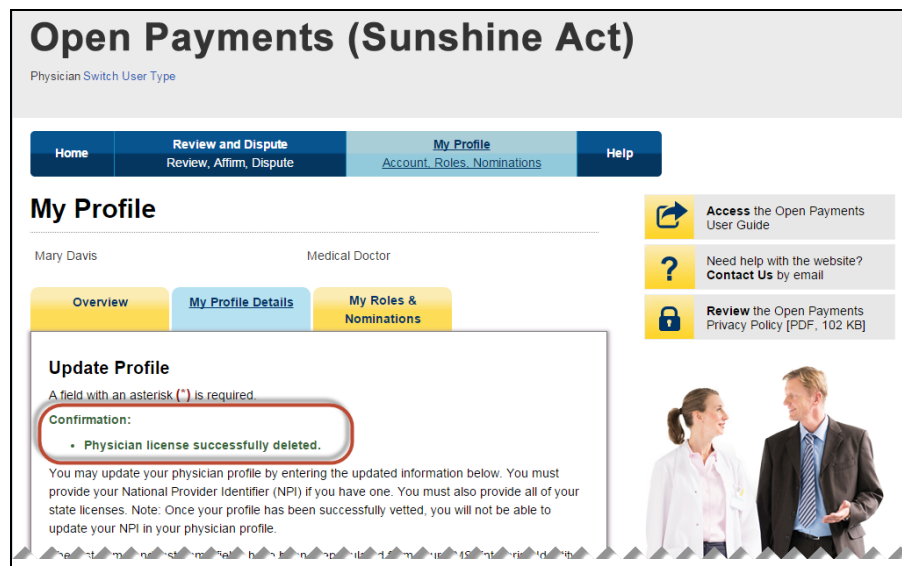 Open Payments (Sunshine Act)
Physician Switch User Type
Home
Review and Dispute
Review, Affirm, Dispute
My Profile
Account, Roles, Nominations
Help
My Profile
Mary Davis
Medical Doctor
Overview
My Profile Details
My Roles &
Nominations
Update Profile
A field with an asterisk (*) is required.
Confirmation:
• Physician license successfully deleted.
You may update your physician profile by entering the updated information below. You must
provide your National Provider Identifier (NPI) if you have one. You must also provide all of your
state licenses. Note: Once your profile has been successfully vetted, you will not be able to
update your NPI in your physician profile.
Access the Open Payments
User Guide
?
Need help with the website?
Contact Us by email
Review the Open Payments
Privacy Policy [PDF, 102 KB]